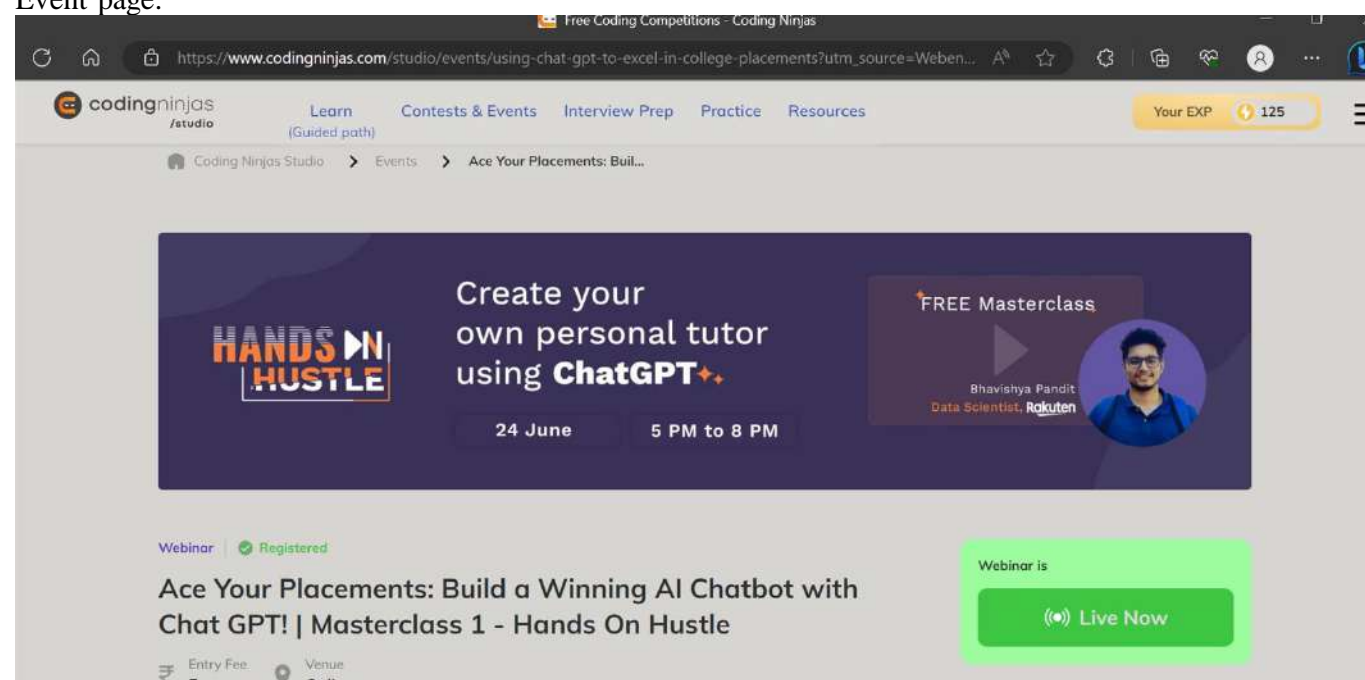 Event page:
Free Coding Competitions - Coding Ninjas
https://www.codingninjas.com/studio/events/using-chat-gpt-to-excel-in-college-placements?utm_source=Weben...
codingninjas
/studio
Learn
(Guided path)
Contests & Events
Interview Prep
Practice
Resources
Your EXP
125
Coding Ninjas Studio > Events > Ace Your Placements: Buil...
HANDS ON
HUSTLE
Create your
own personal tutor
using ChatGPT
24 June
5 PM to 8 PM
FREE Masterclass
Bhavishya Pandit
Data Scientist, Rakuten
Webinar
Registered
Ace Your Placements: Build a Winning AI Chatbot with
Chat GPT! | Masterclass 1 - Hands On Hustle
Webinar is
Live Now
Entry Fee
Venue